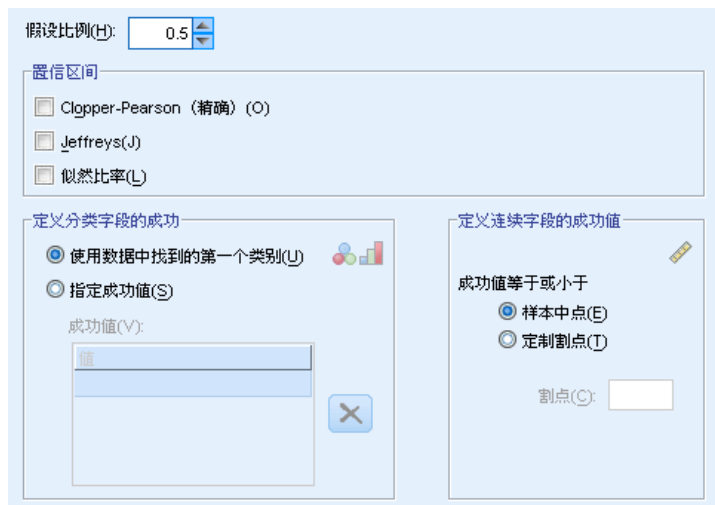 假设比例(H): 0.5
置信区间
Clopper-Pearson（精确）(O)
Jeffreys(J)
似然比率(L)
定义分类字段的成功
使用数据中找到的第一个类别(U)
指定成功值(S)
成功值(V):
值
定义连续字段的成功值
成功值等于或小于
样本中点(E)
定制割点(T)
割点(C):